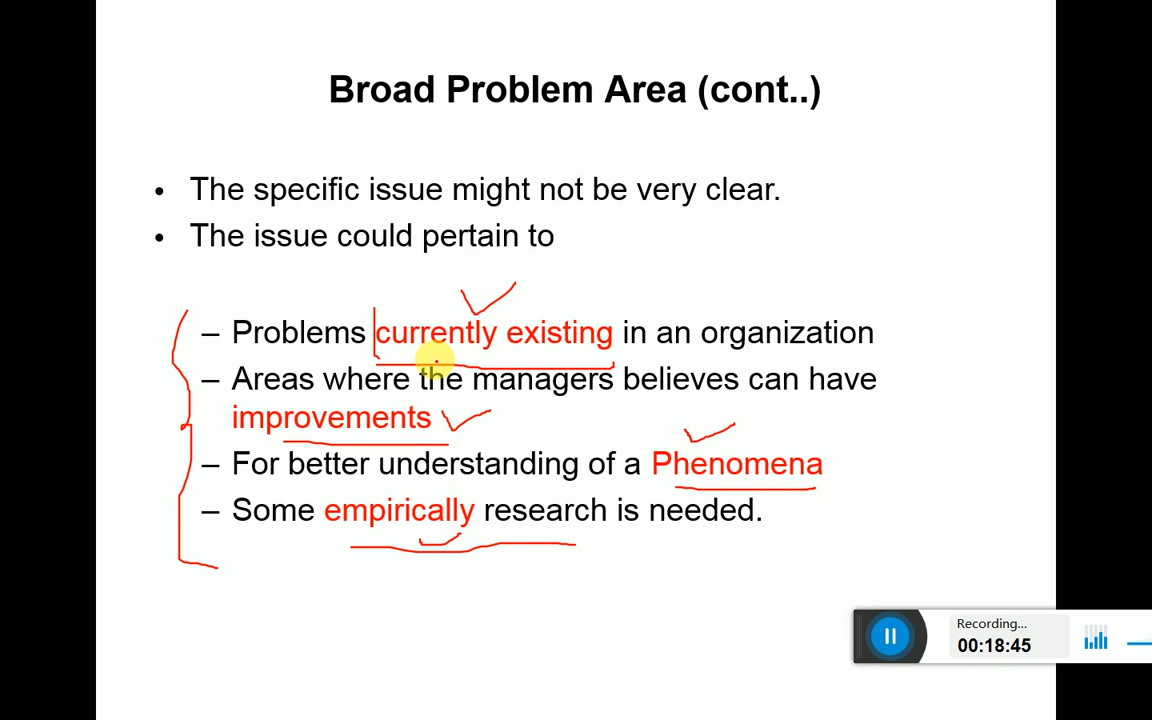 Broad Problem Area (cont..)
• The specific issue might not be very clear.
• The issue could pertain to
– Problems currently existing in an organization
– Areas where the managers believes can have
improvements
– For better understanding of a Phenomena
– Some empirically research is needed.
Recording...
00:18:45